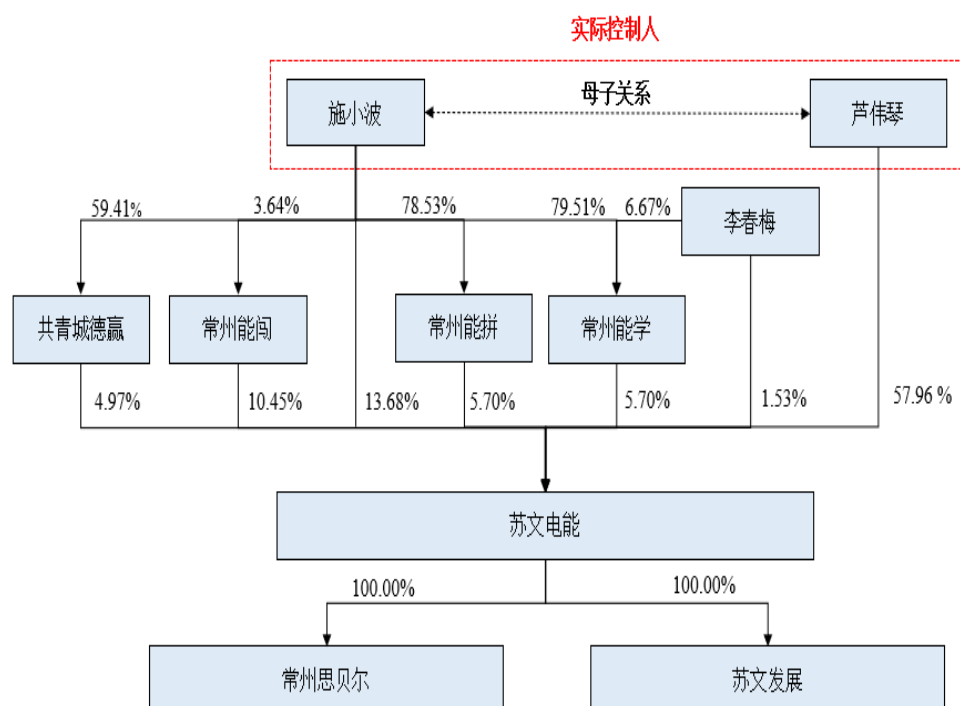 实际控制人
母子关系
施小波
芦伟琴
59.41%
3.64%
78.53%
79.51%
6.67%
李春梅
共青城德赢
常州能闯
常州能拼
常州能学
4.97%
10.45%
13.68%
5.70%
5.70%
1.53%
57.96 %
苏文电能
100.00%
100.00%
常州思贝尔
苏文发展